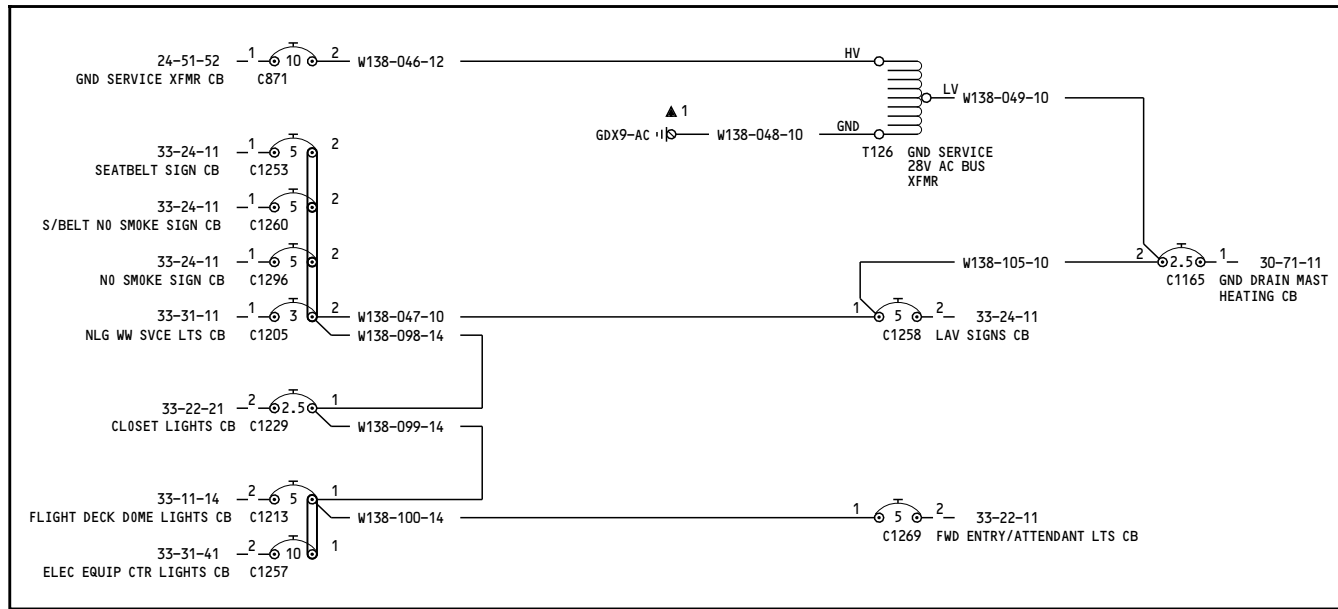 24-51-52 1 10 2 W138-046-12 HV
GND SERVICE XFMR CB C871
LV W138-049-10
1
GDX9-AC W138-048-10 GND
T126 GND SERVICE
28V AC BUS
XFMR
33-24-11 1 5 2
SEATBELT SIGN CB C1253
33-24-11 1 5 2
S/BELT NO SMOKE SIGN CB C1260
33-24-11 1 5 2
NO SMOKE SIGN CB C1296
W138-105-10 2 2.5 1 30-71-11
C1165 GND DRAIN MAST
HEATING CB
33-31-11 1 3 2 W138-047-10 1 5 2 33-24-11
NLG WW SVCE LTS CB C1205 W138-098-14 C1258 LAV SIGNS CB
33-22-21 2 2.5 1
CLOSET LIGHTS CB C1229 W138-099-14
33-11-14 2 5 1
FLIGHT DECK DOME LIGHTS CB C1213 W138-100-14 1 5 2 33-22-11
C1269 FWD ENTRY/ATTENDANT LTS CB
33-31-41 2 10 1
ELEC EQUIP CTR LIGHTS CB C1257